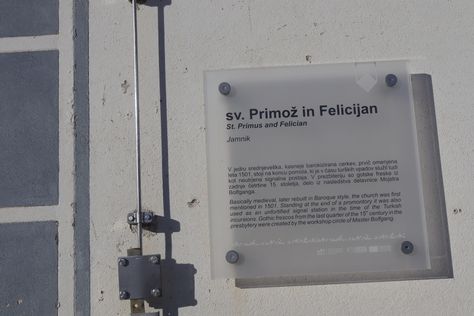 sv. Primož in Felicijan
St. Primus and Felician
Jamnik
V jedru srednjeveška, kasneje barokizirana cerkev, prvič omenjena
leta 1501, stoji na koncu pomola, ki je v času turških vpadov služil tudi
kot neutrjena signalna postaja. V prezbiteriju so gotske freske iz
zadnje četrtine 15. stoletja, delo iz nasledstva delavnice Mojstra
Bolfganga.
Basically medieval, later rebuilt in Baroque style, the church was first
mentioned in 1501. Standing at the end of a promontory it was also
used as an unfortified signal station in the time of the Turkish
incursions. Gothic frescos from the last quarter of the 15th century in the
presbytery were created by the workshop circle of Master Bolfgang.